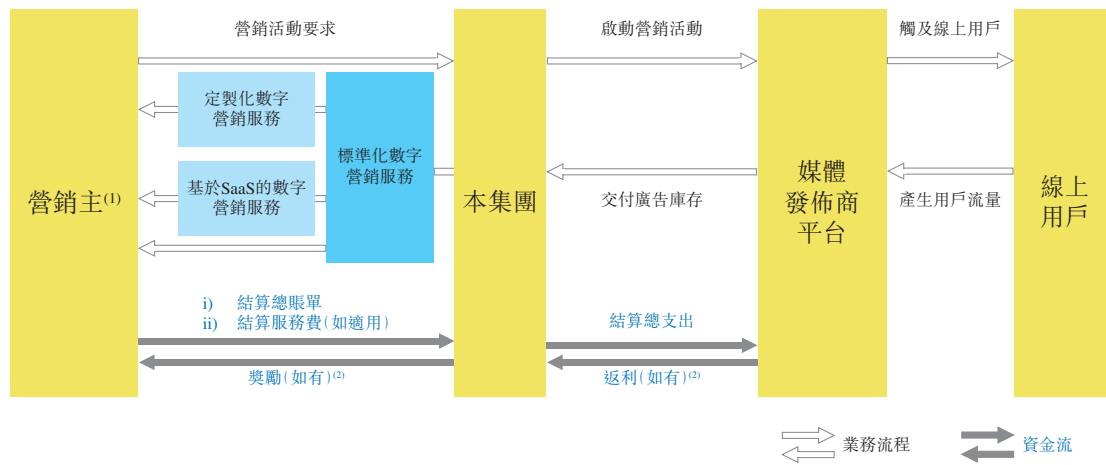 營銷活動要求
啟動營銷活動
觸及線上用戶
定製化數字
營銷服務
標準化數字
營銷服務
基於SaaS的數字
營銷服務
營銷主(1)
本集團
媒體
發佈商
平台
線上
用戶
交付廣告庫存
產生用戶流量
i) 結算總賬單
ii) 結算服務費(如適用)
結算總支出
獎勵(如有)(2)
返利(如有)(2)
業務流程
資金流